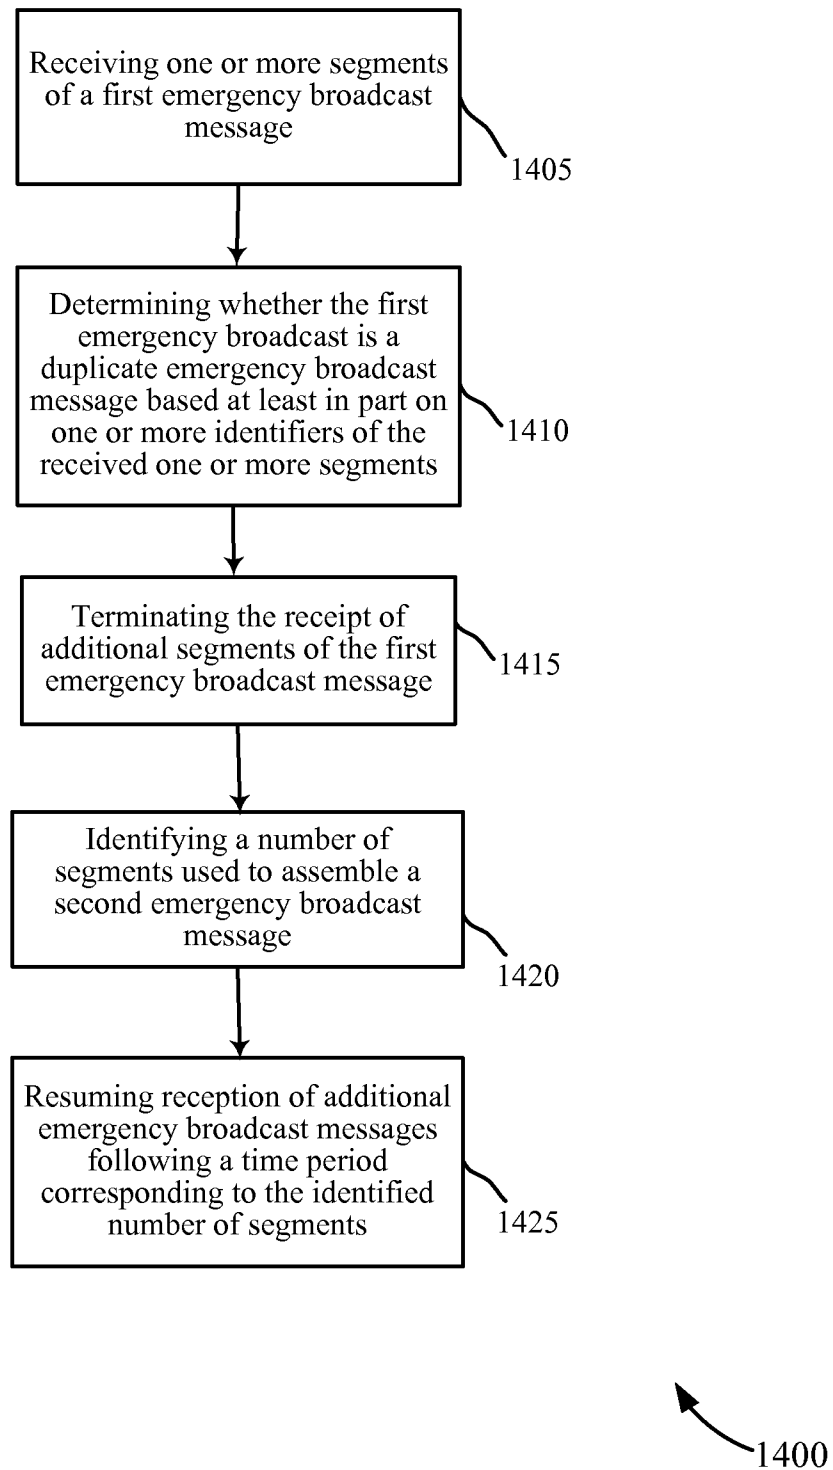 Receiving one or more segments
of a first emergency broadcast
message
1405
Determining whether the first
emergency broadcast is a
duplicate emergency broadcast
message based at least in part on
one or more identifiers of the
received one or more segments
1410
Terminating the receipt of
additional segments of the first
emergency broadcast message
1415
Identifying a number of
segments used to assemble a
second emergency broadcast
message
1420
Resuming reception of additional
emergency broadcast messages
following a time period
corresponding to the identified
number of segments
1425
1400